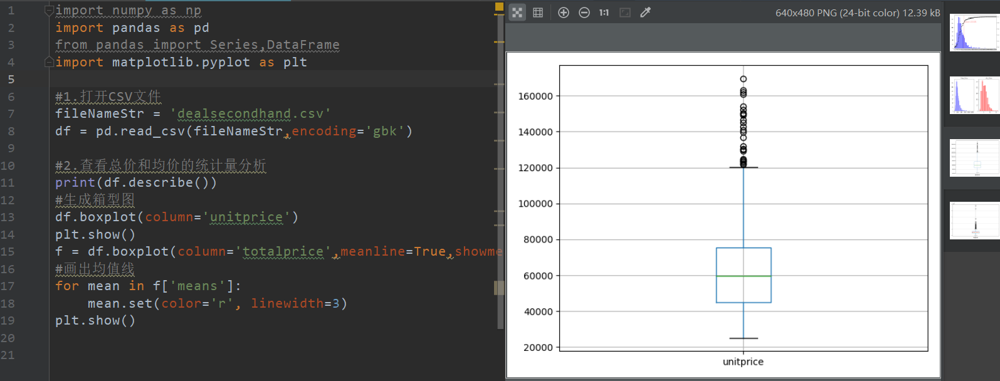 1 import numpy as np
2 import pandas as pd
3 from pandas import Series,DataFrame
4 import matplotlib.pyplot as plt
5
6 #1.打开CSV文件
7 fileNameStr = 'dealsecondhand.csv'
8 df = pd.read_csv(fileNameStr,encoding='gbk')
9
10 #2.查看总价和均价的统计量分析
11 print(df.describe())
12 #生成箱型图
13 df.boxplot(column='unitprice')
14 plt.show()
15 f = df.boxplot(column='totalprice',meanline=True,showme
16 #画出均值线
17 for mean in f['means']:
18 mean.set(color='r', linewidth=3)
19 plt.show()
20
21
1:1
640x480 PNG (24-bit color) 12.39 kB
160000
140000
120000
100000
80000
60000
40000
20000
unitprice